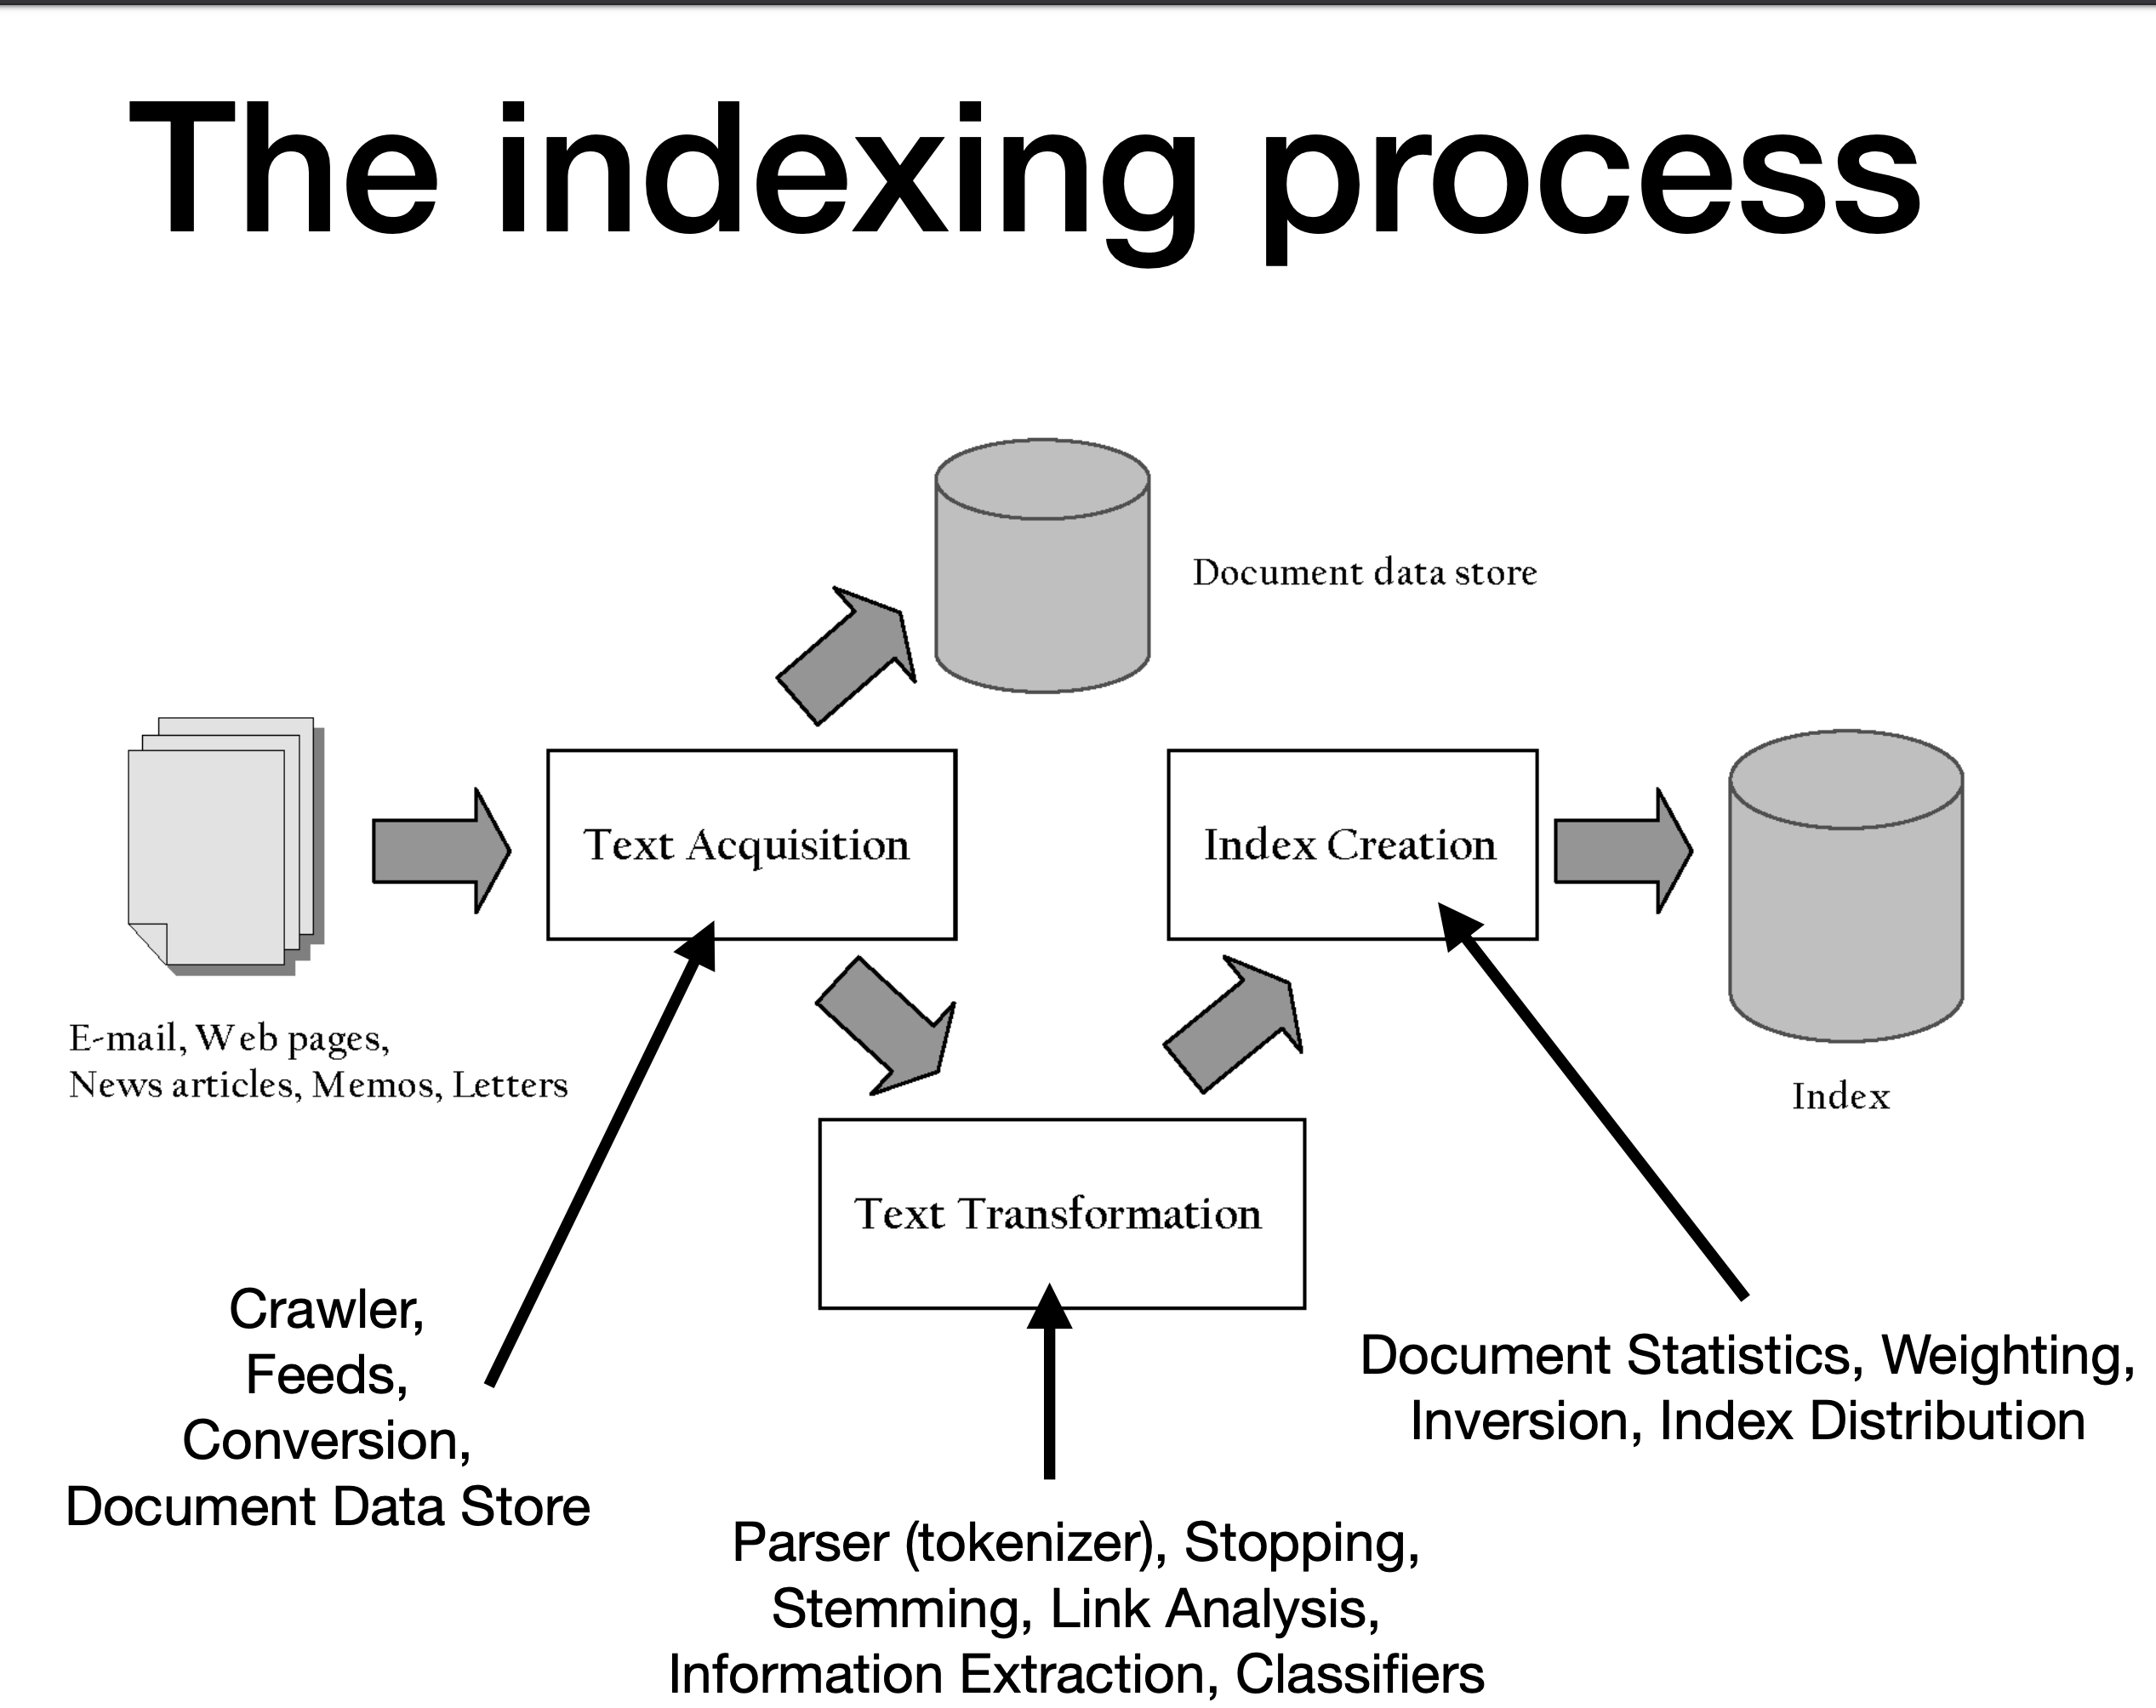 The indexing process
Document data store
Text Acquisition
Index Creation
E-mail, Web pages,
News articles, Memos, Letters
Index
Text Transformation
Crawler,
Feeds,
Conversion,
Document Data Store
Document Statistics, Weighting,
Inversion, Index Distribution
Parser (tokenizer), Stopping,
Stemming, Link Analysis,
Information Extraction, Classifiers